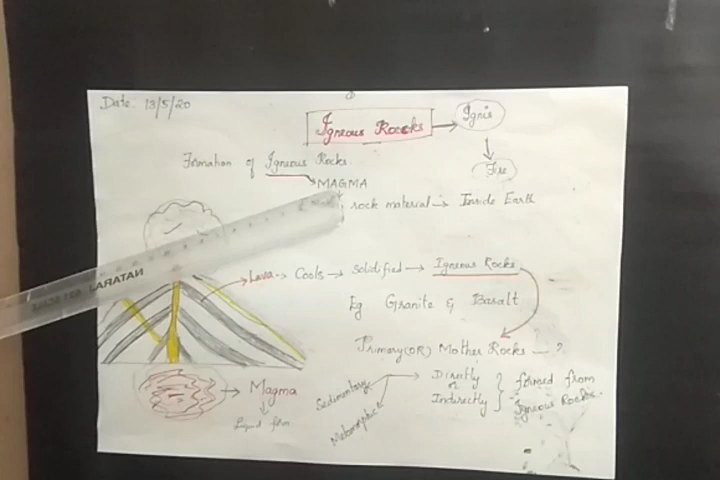 Date. 13/5/20
Igneous Rocks → Ignis
Fire
Formation of Igneous Rocks
MAGMA
rock material → Inside Earth
NATARAJ
Lava → Cools → Solidified → Igneous Rocks
Eg Granite & Basalt
Primary (OR) Mother Rocks — ?
Magma
Liquid form
Sedimentary
Metamorphic
Directly
or
Indirectly
formed from
Igneous Rocks.